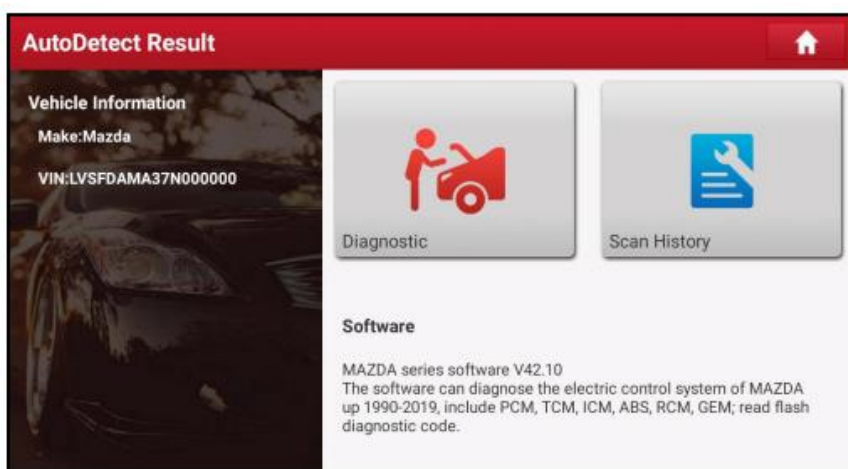 AutoDetect Result
Vehicle Information
Make:Mazda
VIN:LVSFDAMA37N000000
Diagnostic
Scan History
Software
MAZDA series software V42.10
The software can diagnose the electric control system of MAZDA
up 1990-2019, include PCM, TCM, ICM, ABS, RCM, GEM; read flash
diagnostic code.